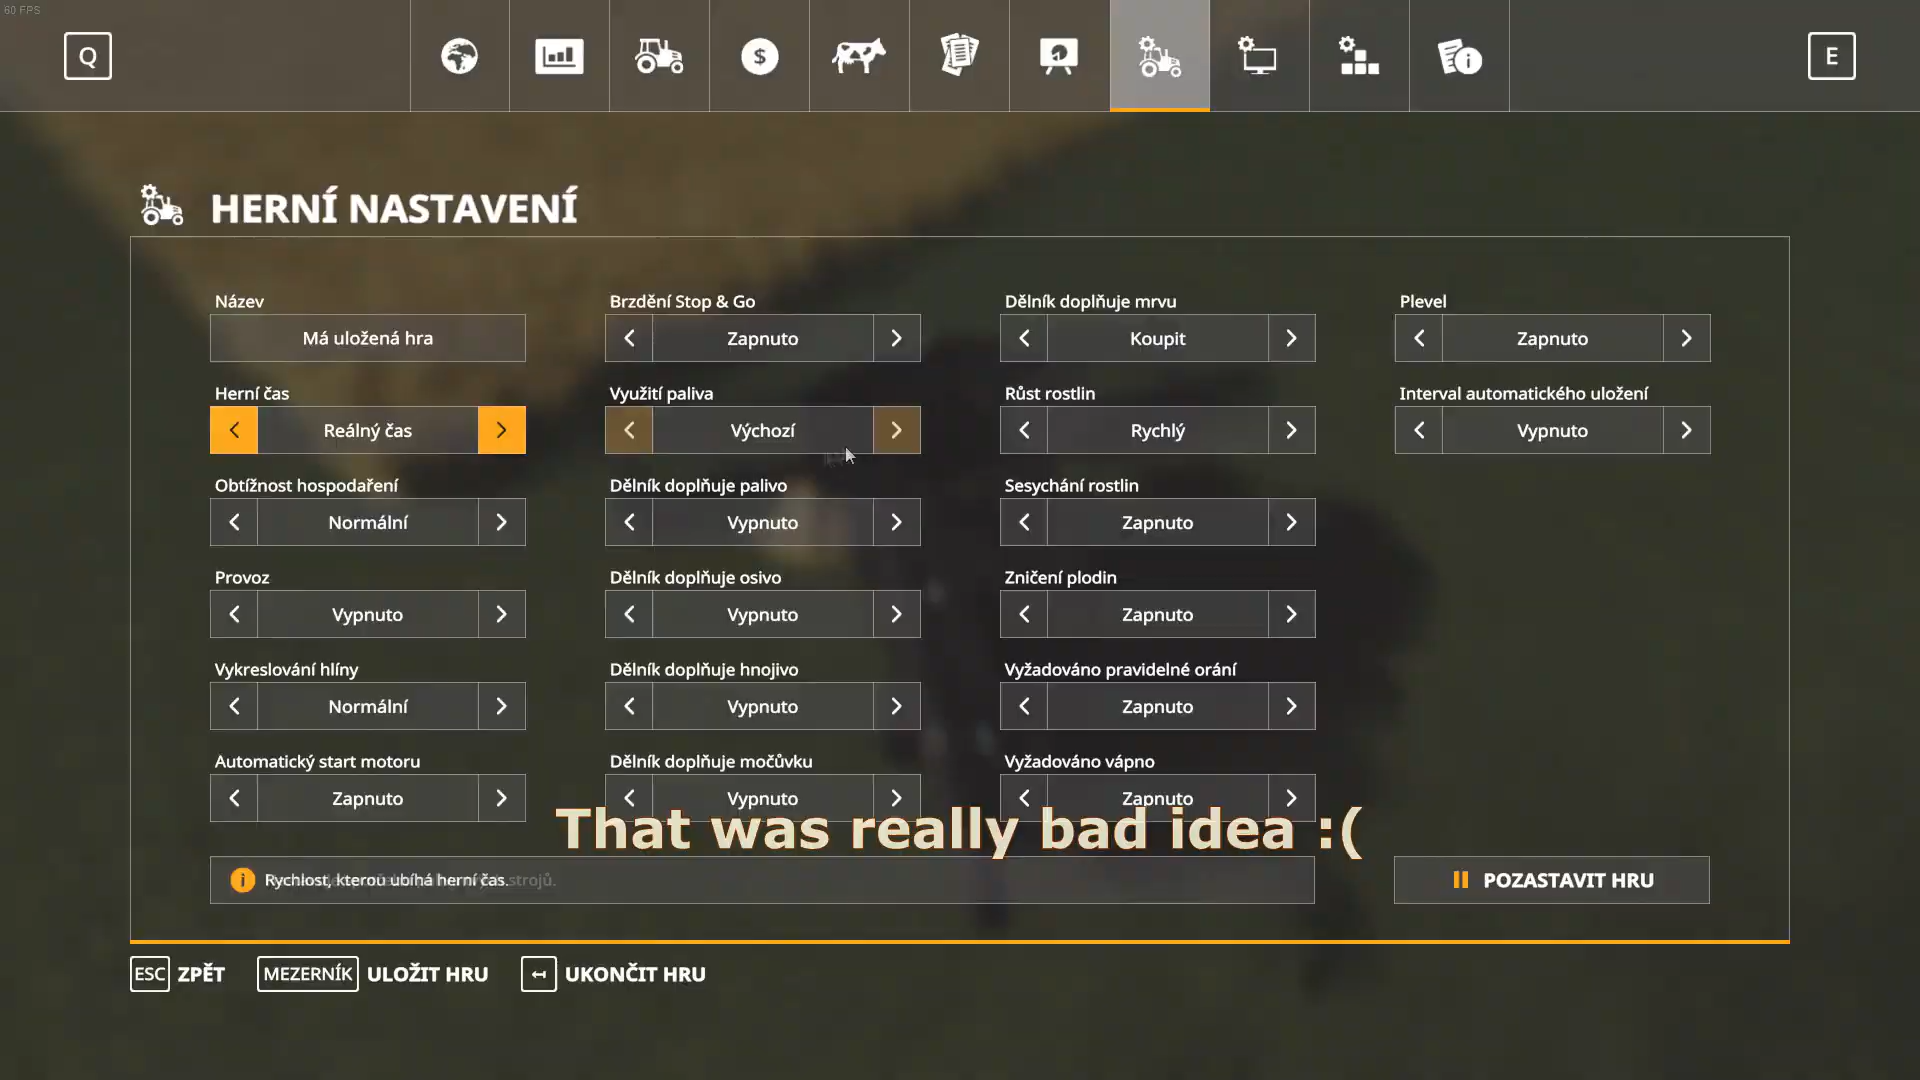 60 FPS
Q
E
HERNÍ NASTAVENÍ
Název
Má uložená hra
Herní čas
Reálný čas
Obtížnost hospodaření
Normální
Provoz
Vypnuto
Vykreslování hlíny
Normální
Automatický start motoru
Zapnuto
Brzdění Stop & Go
Zapnuto
Využití paliva
Výchozí
Dělník doplňuje palivo
Vypnuto
Dělník doplňuje osivo
Vypnuto
Dělník doplňuje hnojivo
Vypnuto
Dělník doplňuje močůvku
Vypnuto
Dělník doplňuje mrvu
Koupit
Růst rostlin
Rychlý
Sesychání rostlin
Zapnuto
Zničení plodin
Zapnuto
Vyžadováno pravidelné orání
Zapnuto
Vyžadováno vápno
Zapnuto
Plevel
Zapnuto
Interval automatického uložení
Vypnuto
That was really bad idea :(
Rychlost, kterou ubíhá herní čas.
strojů.
POZASTAVIT HRU
ESC ZPĚT MEZERNÍK ULOŽIT HRU UKONČIT HRU